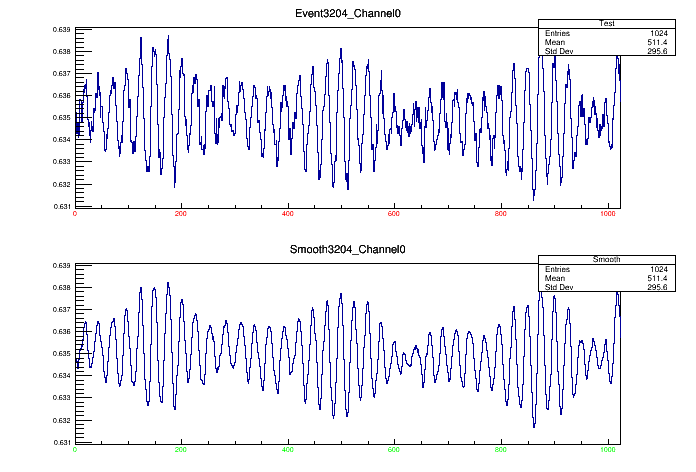 Event3204_Channel0
Test
Entries 1024
Mean 511.4
Std Dev 295.6
0.639
0.638
0.637
0.636
0.635
0.634
0.633
0.632
0.631
0 200 400 600 800 1000
Smooth3204_Channel0
Smooth
Entries 1024
Mean 511.4
Std Dev 295.6
0.639
0.638
0.637
0.636
0.635
0.634
0.633
0.632
0.631
0 200 400 600 800 1000